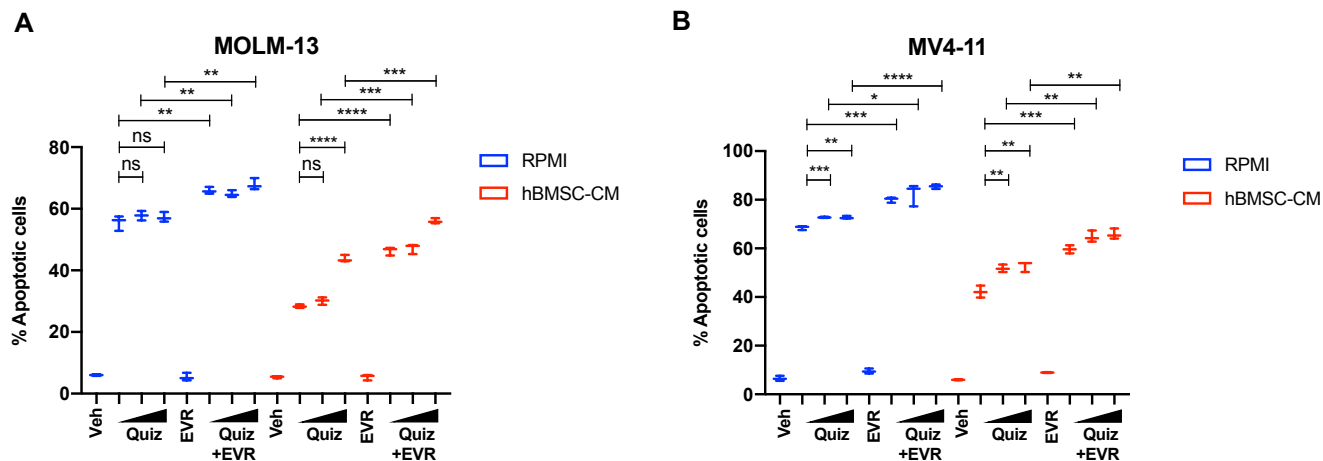 A
MOLM-13
** ***
** ***
** ****
ns ****
ns ns
80
60
40
20
0
% Apoptotic cells
RPMI
hBMSC-CM
Veh Quiz EVR Quiz +EVR Veh Quiz EVR Quiz +EVR
B
MV4-11
**** **
* **
*** ***
** **
*** **
100
80
60
40
20
0
% Apoptotic cells
RPMI
hBMSC-CM
Veh Quiz EVR Quiz +EVR Veh Quiz EVR Quiz +EVR